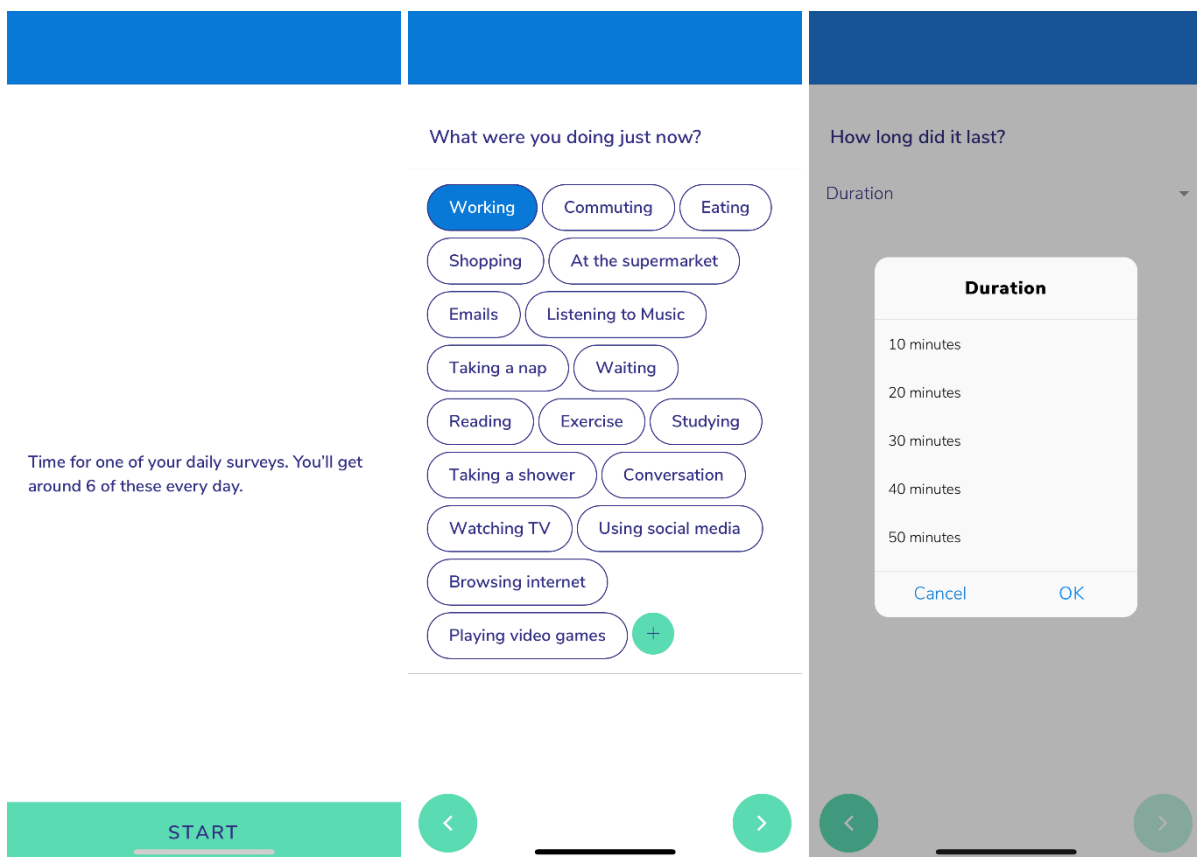 Time for one of your daily surveys. You'll get
around 6 of these every day.
START
What were you doing just now?
Working Commuting Eating
Shopping At the supermarket
Emails Listening to Music
Taking a nap Waiting
Reading Exercise Studying
Taking a shower Conversation
Watching TV Using social media
Browsing internet
Playing video games +
How long did it last?
Duration
Duration
10 minutes
20 minutes
30 minutes
40 minutes
50 minutes
Cancel OK